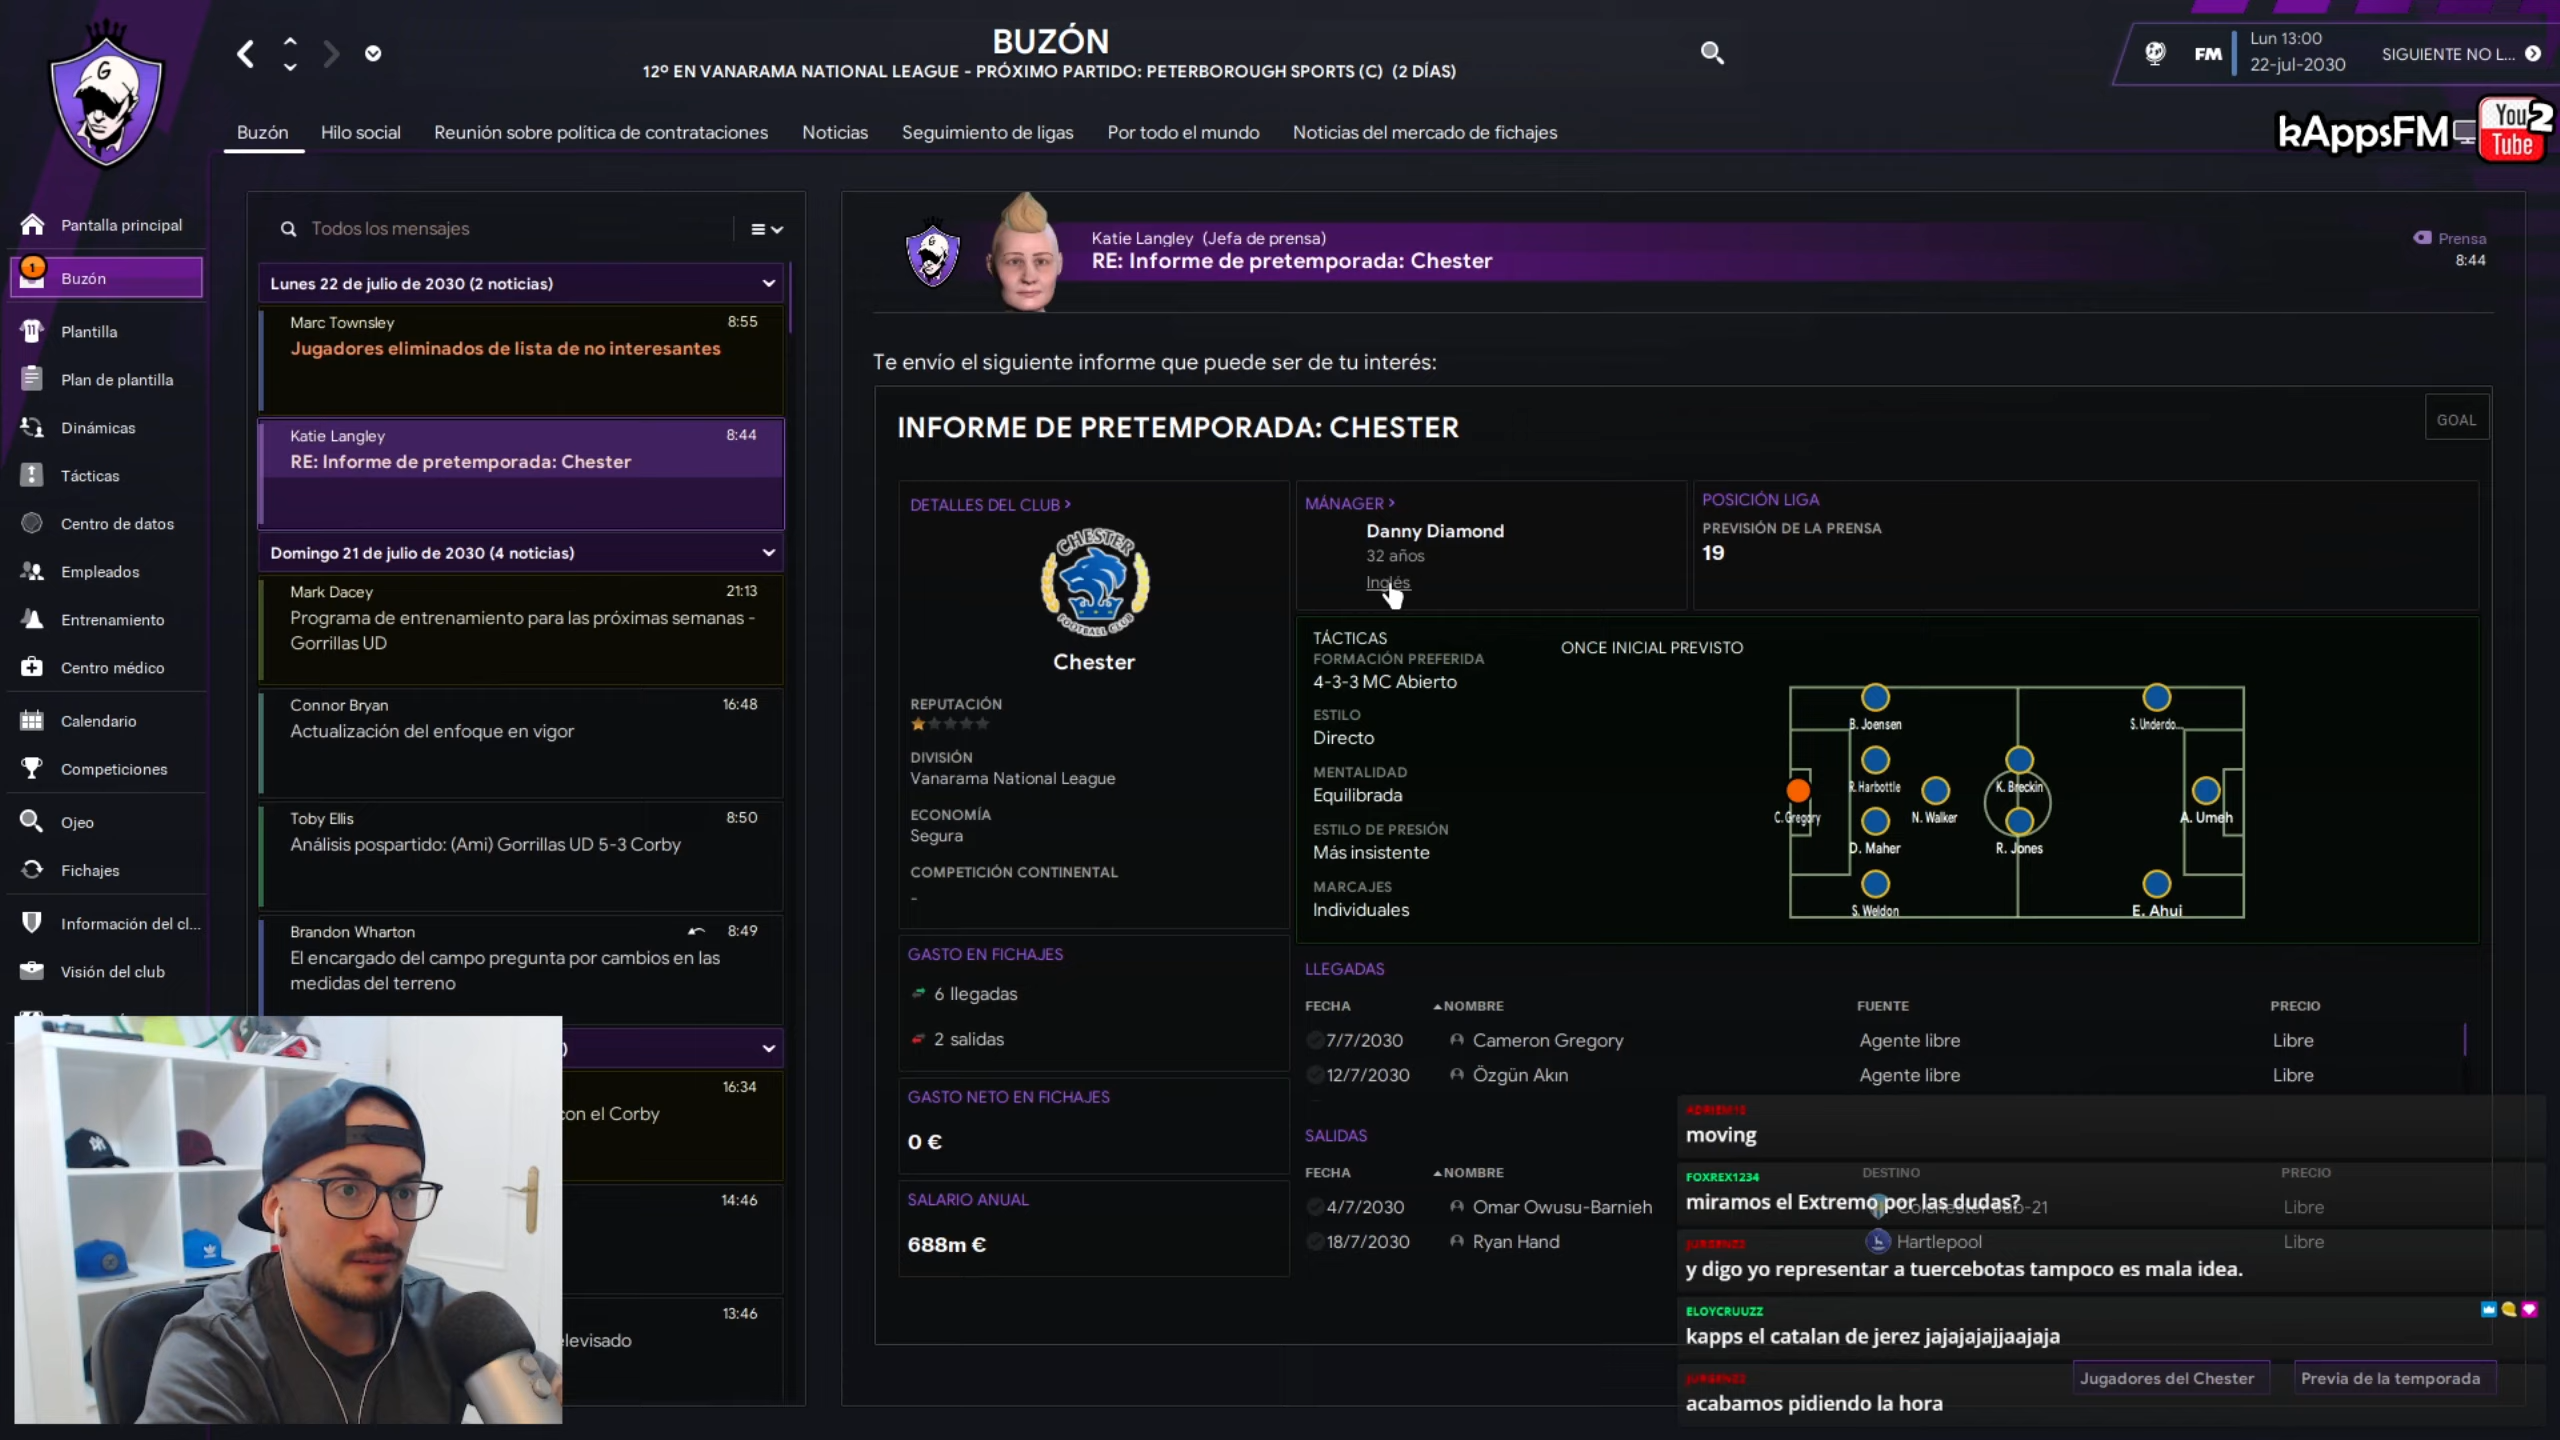 BUZÓN
12º EN VANARAMA NATIONAL LEAGUE - PRÓXIMO PARTIDO: PETERBOROUGH SPORTS (C) (2 DÍAS)
FM
Lun 13:00
22-jul-2030
SIGUIENTE NO L...
kAppsFM
You2
Tube
Buzón
Hilo social
Reunión sobre política de contrataciones
Noticias
Seguimiento de ligas
Por todo el mundo
Noticias del mercado de fichajes
G
Pantalla principal
1
Buzón
11
Plantilla
Plan de plantilla
Dinámicas
Tácticas
Centro de datos
Empleados
Entrenamiento
Centro médico
Calendario
Competiciones
Ojeo
Fichajes
Información del cl...
Visión del club
Todos los mensajes
Lunes 22 de julio de 2030 (2 noticias)
Marc Townsley
8:55
Jugadores eliminados de lista de no interesantes
Katie Langley
8:44
RE: Informe de pretemporada: Chester
Domingo 21 de julio de 2030 (4 noticias)
Mark Dacey
21:13
Programa de entrenamiento para las próximas semanas -
Gorrillas UD
Connor Bryan
16:48
Actualización del enfoque en vigor
Toby Ellis
8:50
Análisis pospartido: (Ami) Gorrillas UD 5-3 Corby
Brandon Wharton
8:49
El encargado del campo pregunta por cambios en las
medidas del terreno
)
16:34
con el Corby
14:46
13:46
levisado
Katie Langley (Jefa de prensa)
RE: Informe de pretemporada: Chester
Prensa
8:44
Te envío el siguiente informe que puede ser de tu interés:
INFORME DE PRETEMPORADA: CHESTER
GOAL
DETALLES DEL CLUB >
CHESTER
FOOTBALL CLUB
Chester
REPUTACIÓN
DIVISIÓN
Vanarama National League
ECONOMÍA
Segura
COMPETICIÓN CONTINENTAL
-
GASTO EN FICHAJES
6 llegadas
2 salidas
GASTO NETO EN FICHAJES
0 €
SALARIO ANUAL
688m €
MÁNAGER >
Danny Diamond
32 años
Inglés
POSICIÓN LIGA
PREVISIÓN DE LA PRENSA
19
TÁCTICAS
FORMACIÓN PREFERIDA
4-3-3 MC Abierto
ESTILO
Directo
MENTALIDAD
Equilibrada
ESTILO DE PRESIÓN
Más insistente
MARCAJES
Individuales
ONCE INICIAL PREVISTO
B. Joensen
S. Underdo...
R. Harbottle
K. Breckin
C. Gregory
N. Walker
A. Umeh
D. Maher
R. Jones
S. Weldon
E. Ahui
LLEGADAS
FECHA
NOMBRE
FUENTE
PRECIO
7/7/2030
Cameron Gregory
Agente libre
Libre
12/7/2030
Özgün Akın
Agente libre
Libre
SALIDAS
FECHA
NOMBRE
DESTINO
PRECIO
4/7/2030
Omar Owusu-Barnieh
Colchester Sub-21
Libre
18/7/2030
Ryan Hand
Hartlepool
Libre
moving
FOXREX1234
miramos el Extremo por las dudas?
y digo yo representar a tuercebotas tampoco es mala idea.
ELOYCRUUZZ
kapps el catalan de jerez jajajajajjaajaja
acabamos pidiendo la hora
Jugadores del Chester
Previa de la temporada